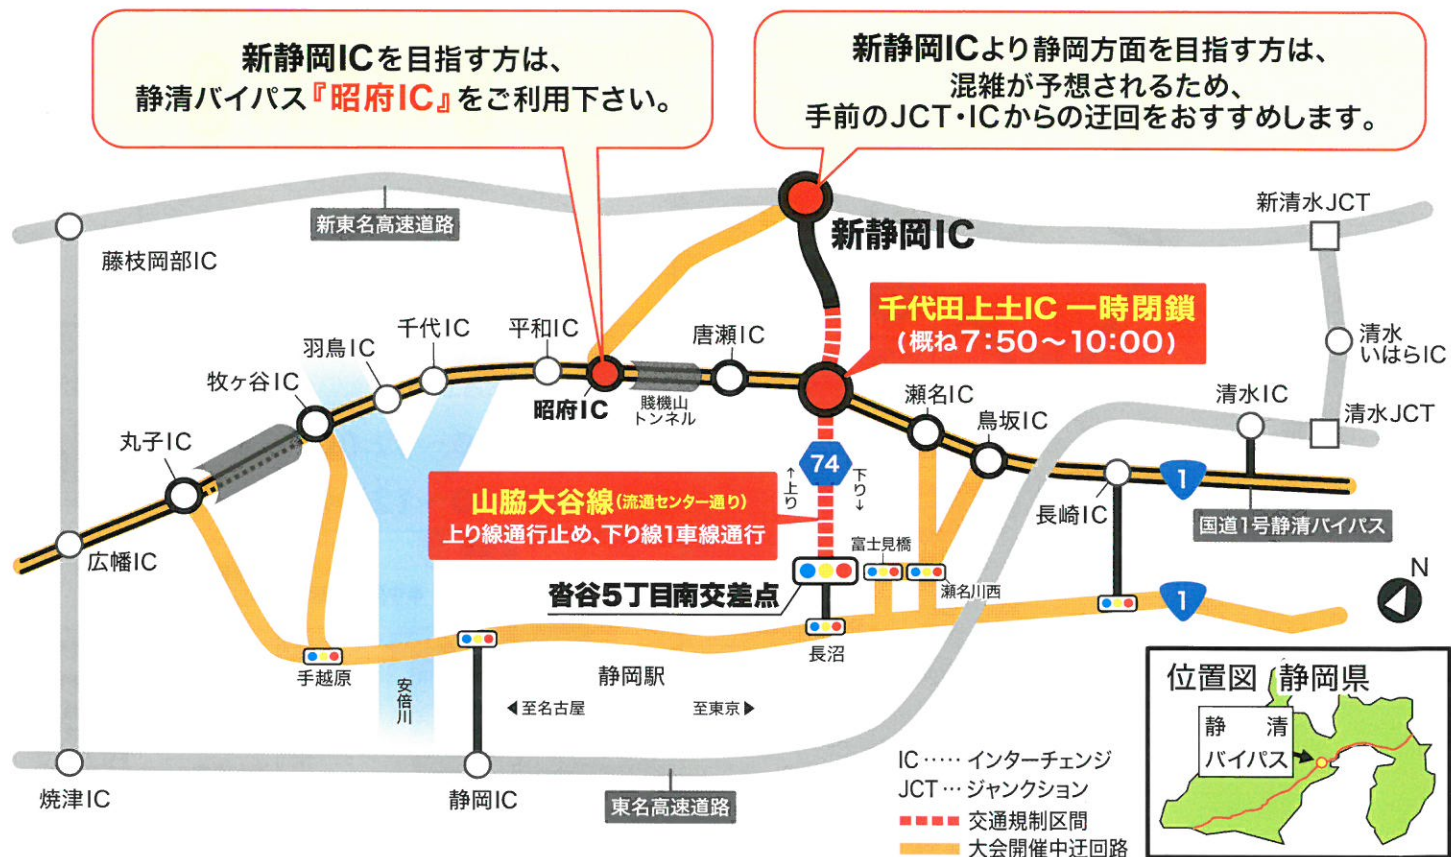 新静岡ICを目指す方は、
静清バイパス『昭府IC』をご利用下さい。
新静岡ICより静岡方面を目指す方は、
混雑が予想されるため、
手前のJCT・ICからの迂回をおすすめします。
新東名高速道路
藤枝岡部IC
新静岡IC
新清水JCT
千代田上土IC 一時閉鎖
(概ね7:50～10:00)
清水
いはらIC
千代IC
平和IC
唐瀬IC
羽鳥IC
牧ヶ谷IC
昭府IC
賤機山
トンネル
瀬名IC
鳥坂IC
清水IC
清水JCT
丸子IC
74
↑上り
下り↓
1
山脇大谷線(流通センター通り)
上り線通行止め、下り線1車線通行
長崎IC
国道1号静清バイパス
広幡IC
富士見橋
瀬名川西
沓谷5丁目南交差点
1
N
長沼
手越原
安倍川
静岡駅
◀至名古屋
至東京▶
位置図 静岡県
静 清
バイパス
焼津IC
静岡IC
東名高速道路
IC ‥‥‥ インターチェンジ
JCT ‥‥ ジャンクション
交通規制区間
大会開催中迂回路